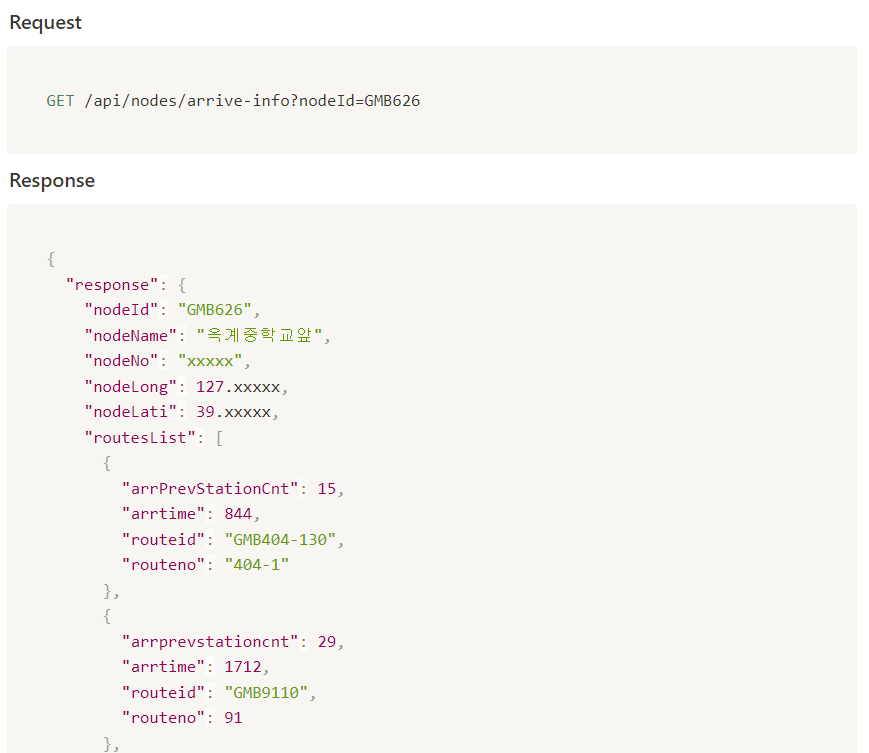 Request
GET /api/nodes/arrive-info?nodeId=GMB626
Response
{
"response": {
"nodeId": "GMB626",
"nodeName": "옥계중학교앞",
"nodeNo": "xxxxx",
"nodeLong": 127.xxxxx,
"nodeLati": 39.xxxxx,
"routesList": [
{
"arrPrevStationCnt": 15,
"arrtime": 844,
"routeid": "GMB404-130",
"routeno": "404-1"
},
{
"arrprevstationcnt": 29,
"arrtime": 1712,
"routeid": "GMB9110",
"routeno": 91
},